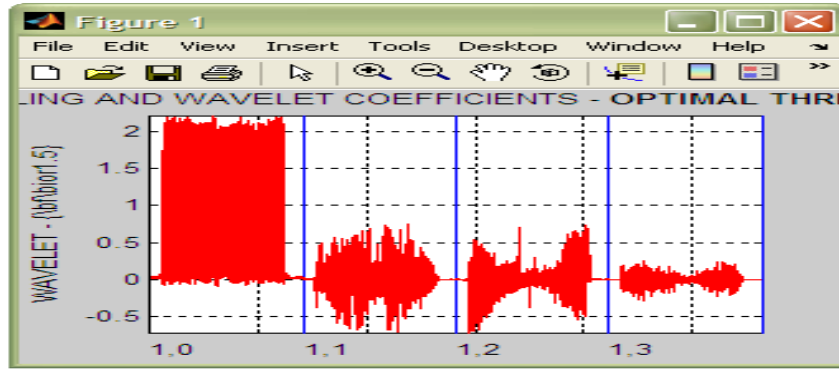 Figure 1
File Edit View Insert Tools Desktop Window Help
LING AND WAVELET COEFFICIENTS - OPTIMAL THR
WAVELET - {\bf\bior1.5}
2
1.5
1
0.5
0
-0.5
1,0 1,1 1,2 1,3